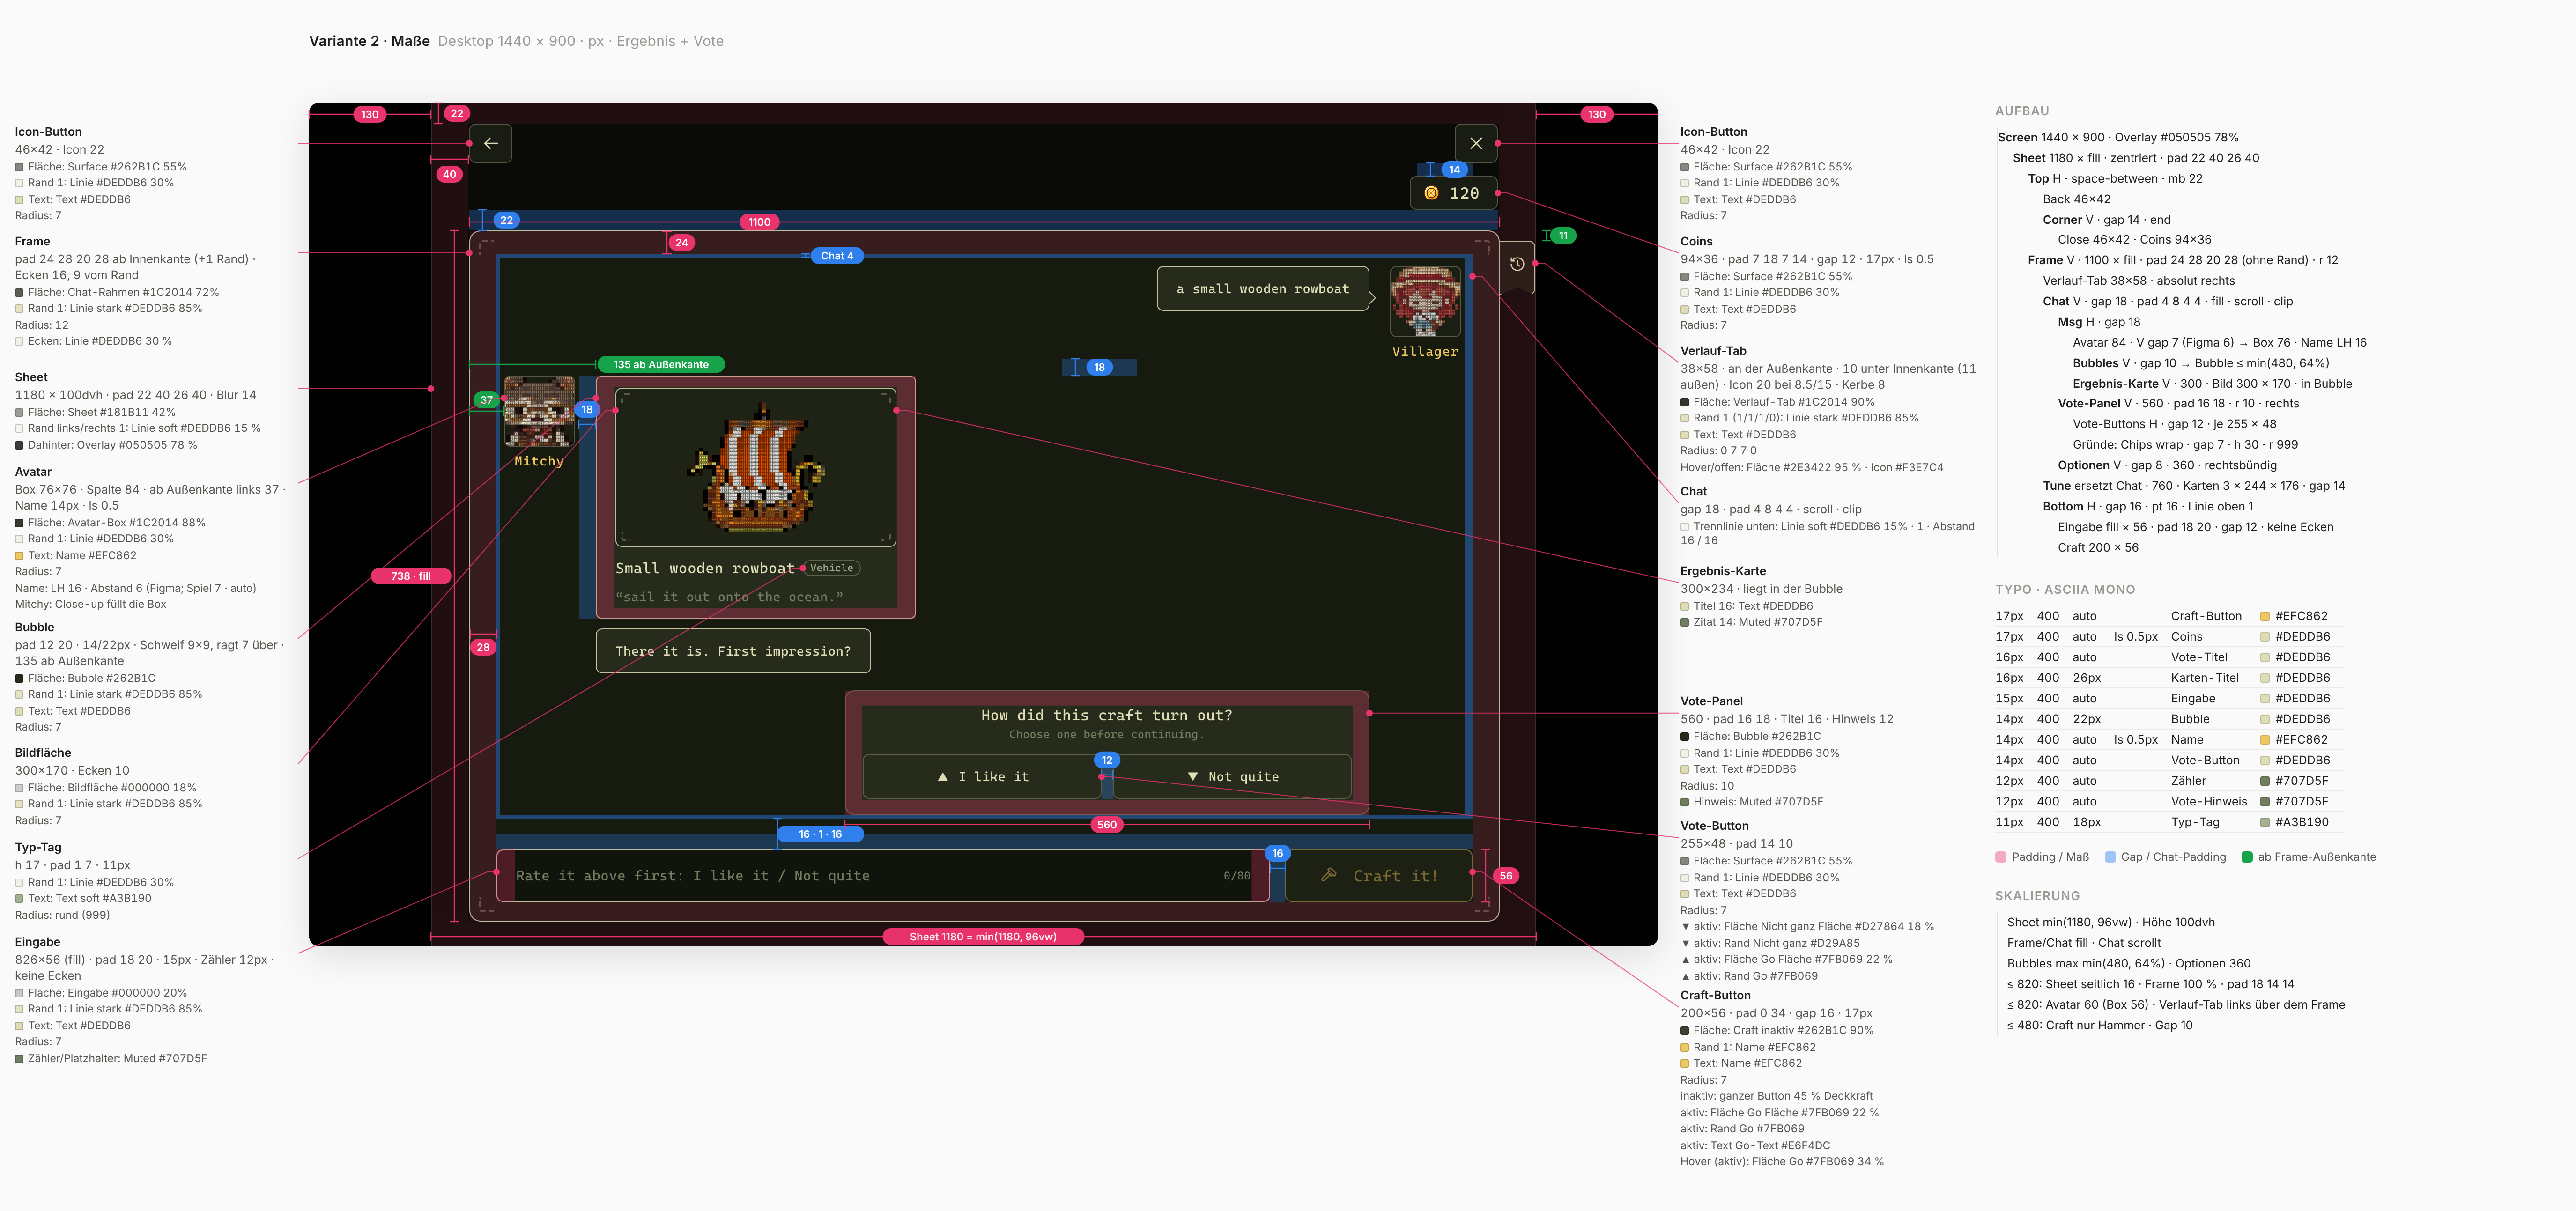 Variante 2 · Maße Desktop 1440 × 900 · px · Ergebnis + Vote
Icon-Button
46×42 · Icon 22
Fläche: Surface #262B1C 55%
Rand 1: Linie #DEDDB6 30%
Text: Text #DEDDB6
Radius: 7
Frame
pad 24 28 20 28 ab Innenkante (+1 Rand) ·
Ecken 16, 9 vom Rand
Fläche: Chat-Rahmen #1C2014 72%
Rand 1: Linie stark #DEDDB6 85%
Radius: 12
Ecken: Linie #DEDDB6 30 %
Sheet
1180 × 100dvh · pad 22 40 26 40 · Blur 14
Fläche: Sheet #181B11 42%
Rand links/rechts 1: Linie soft #DEDDB6 15 %
Dahinter: Overlay #050505 78 %
Avatar
Box 76×76 · Spalte 84 · ab Außenkante links 37 ·
Name 14px · ls 0.5
Fläche: Avatar-Box #1C2014 88%
Rand 1: Linie #DEDDB6 30%
Text: Name #EFC862
Radius: 7
Name: LH 16 · Abstand 6 (Figma; Spiel 7 · auto)
Mitchy: Close-up füllt die Box
Bubble
pad 12 20 · 14/22px · Schweif 9×9, ragt 7 über ·
135 ab Außenkante
Fläche: Bubble #262B1C
Rand 1: Linie stark #DEDDB6 85%
Text: Text #DEDDB6
Radius: 7
Bildfläche
300×170 · Ecken 10
Fläche: Bildfläche #000000 18%
Rand 1: Linie stark #DEDDB6 85%
Radius: 7
Typ-Tag
h 17 · pad 1 7 · 11px
Rand 1: Linie #DEDDB6 30%
Text: Text soft #A3B190
Radius: rund (999)
Eingabe
826×56 (fill) · pad 18 20 · 15px · Zähler 12px ·
keine Ecken
Fläche: Eingabe #000000 20%
Rand 1: Linie stark #DEDDB6 85%
Text: Text #DEDDB6
Radius: 7
Zähler/Platzhalter: Muted #707D5F
130
22
130
40
14
120
22
1100
24
11
Chat 4
a small wooden rowboat
Villager
135 ab Außenkante
18
37
18
Mitchy
738 · fill
Small wooden rowboat Vehicle
“sail it out onto the ocean.”
28
There it is. First impression?
How did this craft turn out?
Choose one before continuing.
12
▲ I like it
▼ Not quite
560
16 · 1 · 16
16
Rate it above first: I like it / Not quite
0/80
Craft it!
56
Sheet 1180 = min(1180, 96vw)
Icon-Button
46×42 · Icon 22
Fläche: Surface #262B1C 55%
Rand 1: Linie #DEDDB6 30%
Text: Text #DEDDB6
Radius: 7
Coins
94×36 · pad 7 18 7 14 · gap 12 · 17px · ls 0.5
Fläche: Surface #262B1C 55%
Rand 1: Linie #DEDDB6 30%
Text: Text #DEDDB6
Radius: 7
Verlauf-Tab
38×58 · an der Außenkante · 10 unter Innenkante (11
außen) · Icon 20 bei 8.5/15 · Kerbe 8
Fläche: Verlauf-Tab #1C2014 90%
Rand 1 (1/1/1/0): Linie stark #DEDDB6 85%
Text: Text #DEDDB6
Radius: 0 7 7 0
Hover/offen: Fläche #2E3422 95 % · Icon #F3E7C4
Chat
gap 18 · pad 4 8 4 4 · scroll · clip
Trennlinie unten: Linie soft #DEDDB6 15% · 1 · Abstand
16 / 16
Ergebnis-Karte
300×234 · liegt in der Bubble
Titel 16: Text #DEDDB6
Zitat 14: Muted #707D5F
Vote-Panel
560 · pad 16 18 · Titel 16 · Hinweis 12
Fläche: Bubble #262B1C
Rand 1: Linie #DEDDB6 30%
Text: Text #DEDDB6
Radius: 10
Hinweis: Muted #707D5F
Vote-Button
255×48 · pad 14 10
Fläche: Surface #262B1C 55%
Rand 1: Linie #DEDDB6 30%
Text: Text #DEDDB6
Radius: 7
▼ aktiv: Fläche Nicht ganz Fläche #D27864 18 %
▼ aktiv: Rand Nicht ganz #D29A85
▲ aktiv: Fläche Go Fläche #7FB069 22 %
▲ aktiv: Rand Go #7FB069
Craft-Button
200×56 · pad 0 34 · gap 16 · 17px
Fläche: Craft inaktiv #262B1C 90%
Rand 1: Name #EFC862
Text: Name #EFC862
Radius: 7
inaktiv: ganzer Button 45 % Deckkraft
aktiv: Fläche Go Fläche #7FB069 22 %
aktiv: Rand Go #7FB069
aktiv: Text Go-Text #E6F4DC
Hover (aktiv): Fläche Go #7FB069 34 %
AUFBAU
Screen 1440 × 900 · Overlay #050505 78%
Sheet 1180 × fill · zentriert · pad 22 40 26 40
Top H · space-between · mb 22
Back 46×42
Corner V · gap 14 · end
Close 46×42 · Coins 94×36
Frame V · 1100 × fill · pad 24 28 20 28 (ohne Rand) · r 12
Verlauf-Tab 38×58 · absolut rechts
Chat V · gap 18 · pad 4 8 4 4 · fill · scroll · clip
Msg H · gap 18
Avatar 84 · V gap 7 (Figma 6) → Box 76 · Name LH 16
Bubbles V · gap 10 → Bubble ≤ min(480, 64%)
Ergebnis-Karte V · 300 · Bild 300 × 170 · in Bubble
Vote-Panel V · 560 · pad 16 18 · r 10 · rechts
Vote-Buttons H · gap 12 · je 255 × 48
Gründe: Chips wrap · gap 7 · h 30 · r 999
Optionen V · gap 8 · 360 · rechtsbündig
Tune ersetzt Chat · 760 · Karten 3 × 244 × 176 · gap 14
Bottom H · gap 16 · pt 16 · Linie oben 1
Eingabe fill × 56 · pad 18 20 · gap 12 · keine Ecken
Craft 200 × 56
TYPO · ASCIIA MONO
17px 400 auto Craft-Button #EFC862
17px 400 auto ls 0.5px Coins #DEDDB6
16px 400 auto Vote-Titel #DEDDB6
16px 400 26px Karten-Titel #DEDDB6
15px 400 auto Eingabe #DEDDB6
14px 400 22px Bubble #DEDDB6
14px 400 auto ls 0.5px Name #EFC862
14px 400 auto Vote-Button #DEDDB6
12px 400 auto Zähler #707D5F
12px 400 auto Vote-Hinweis #707D5F
11px 400 18px Typ-Tag #A3B190
Padding / Maß Gap / Chat-Padding ab Frame-Außenkante
SKALIERUNG
Sheet min(1180, 96vw) · Höhe 100dvh
Frame/Chat fill · Chat scrollt
Bubbles max min(480, 64%) · Optionen 360
≤ 820: Sheet seitlich 16 · Frame 100 % · pad 18 14 14
≤ 820: Avatar 60 (Box 56) · Verlauf-Tab links über dem Frame
≤ 480: Craft nur Hammer · Gap 10